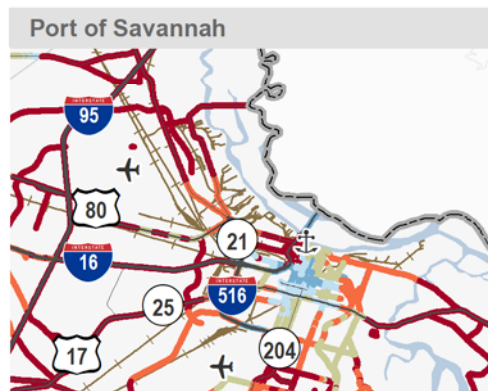 Port of Savannah
INTERSTATE
95
80
21
INTERSTATE
16
INTERSTATE
516
25
17
204